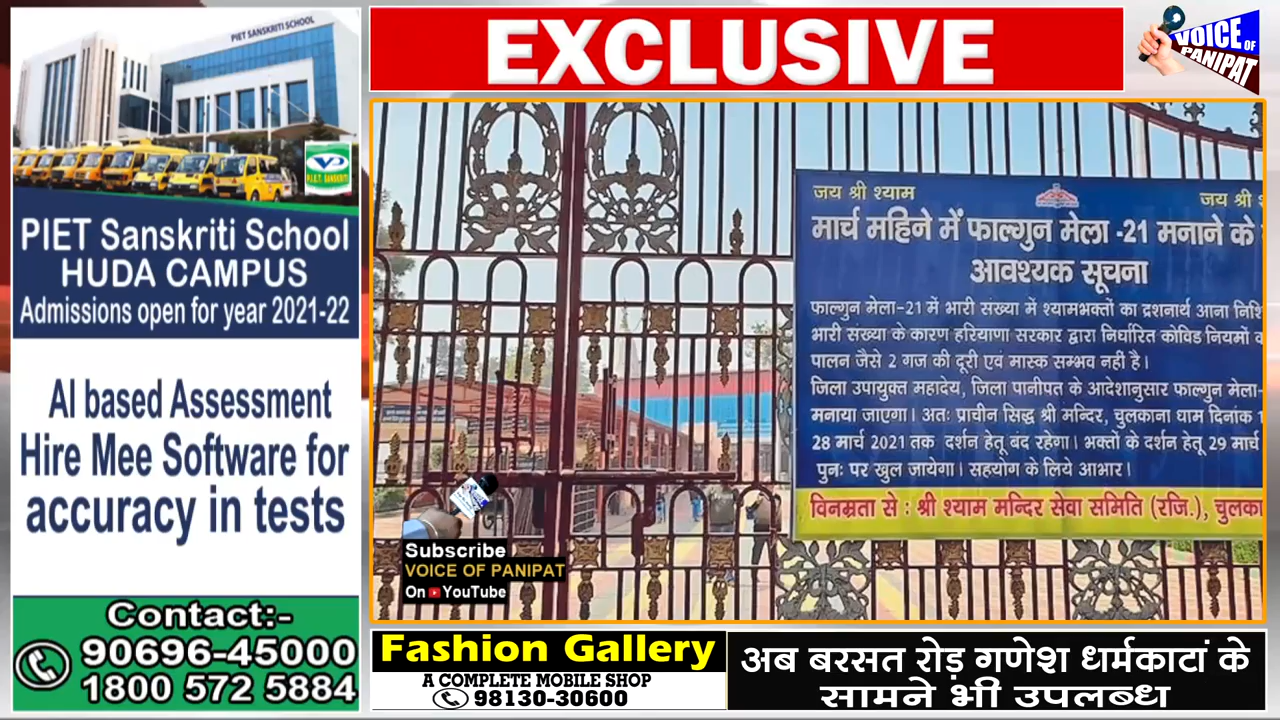 PIET SANSKRITI SCHOOL
P.I.E.T. SANSKRITI
PIET Sanskriti School
HUDA CAMPUS
Admissions open for year 2021-22
AI based Assessment
Hire Mee Software for
accuracy in tests
Contact:-
90696-45000
1800 572 5884
EXCLUSIVE
VOICE OF
PANIPAT
जय श्री श्याम
जय श्री
मार्च महिने में फाल्गुन मेला -21 मनाने के
आवश्यक सूचना
फाल्गुन मेला-21 में भारी संख्या में श्यामभक्तों का द्रशनार्थ आना
भारी संख्या के कारण हरियाणा सरकार द्वारा निर्धारित कोविड नियमों
पालन जैसे 2 गज की दूरी एवं मास्क सम्भव नहीं है।
जिला उपायुक्त महादेय, जिला पानीपत के आदेशानुसार फाल्गुन मेला-
मनाया जाएगा। अतः प्राचीन सिद्ध श्री मन्दिर, चुलकाना धाम दिनांक
28 मार्च 2021 तक दर्शन हेतू बंद रहेगा। भक्तों के दर्शन हेतू 29 मार्च
पुनः पर खुल जायेगा। सहयोग के लिये आभार।
विनम्रता से : श्री श्याम मन्दिर सेवा समिति (रजि.), चुलका
Subscribe
VOICE OF PANIPAT
On YouTube
Fashion Gallery
A COMPLETE MOBILE SHOP
98130-30600
अब बरसत रोड़ गणेश धर्मकाटां के
सामने भी उपलब्ध